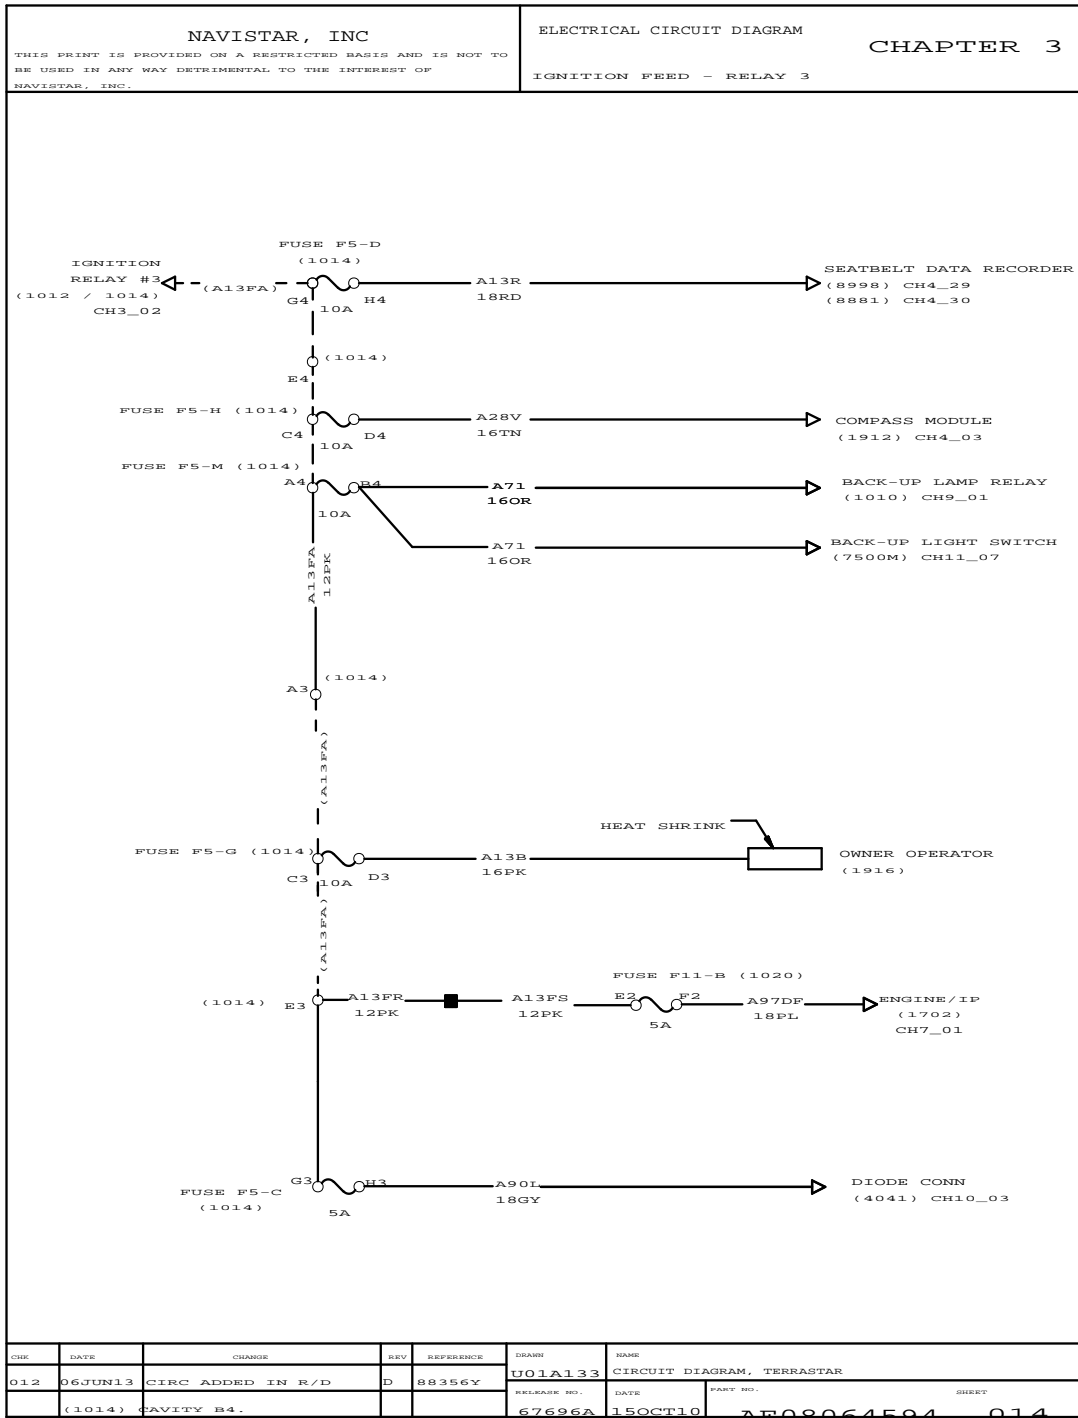 NAVISTAR, INC
THIS PRINT IS PROVIDED ON A RESTRICTED BASIS AND IS NOT TO
BE USED IN ANY WAY DETRIMENTAL TO THE INTEREST OF
NAVISTAR, INC.
ELECTRICAL CIRCUIT DIAGRAM
IGNITION FEED - RELAY 3
CHAPTER 3
IGNITION
RELAY #3
(1012 / 1014)
CH3_02
(A13FA)
FUSE F5-D
(1014)
G4
H4
10A
A13R
18RD
SEATBELT DATA RECORDER
(8998) CH4_29
(8881) CH4_30
(1014)
E4
FUSE F5-H (1014)
C4
D4
10A
A28V
16TN
COMPASS MODULE
(1912) CH4_03
FUSE F5-M (1014)
A4
B4
10A
A71
16OR
BACK-UP LAMP RELAY
(1010) CH9_01
A71
16OR
BACK-UP LIGHT SWITCH
(7500M) CH11_07
A13FA
12PK
(1014)
A3
(A13FA)
HEAT SHRINK
FUSE F5-G (1014)
C3
10A
D3
A13B
16PK
OWNER OPERATOR
(1916)
(A13FA)
FUSE F11-B (1020)
(1014)
E3
A13FR
12PK
A13FS
12PK
E2
F2
5A
A97DF
18PL
ENGINE/IP
(1702)
CH7_01
G3
H3
FUSE F5-C
(1014)
5A
A90L
18GY
DIODE CONN
(4041) CH10_03
CHK DATE CHANGE REV REFERENCE
012 06JUN13 CIRC ADDED IN R/D D 88356Y
(1014) CAVITY B4.
DRAWN
U01A133
NAME
CIRCUIT DIAGRAM, TERRASTAR
RELEASE NO.
67696A
DATE
15OCT10
PART NO.
AF08064594
SHEET
014